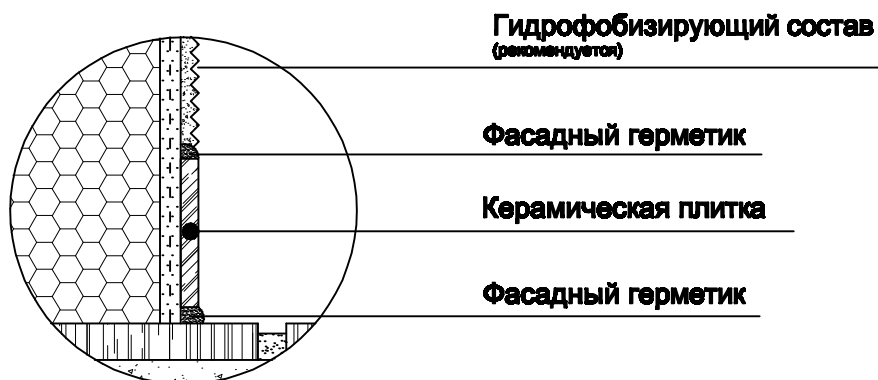 Гидрофобизирующий состав
(рекомендуется)
Фасадный герметик
Керамическая плитка
Фасадный герметик